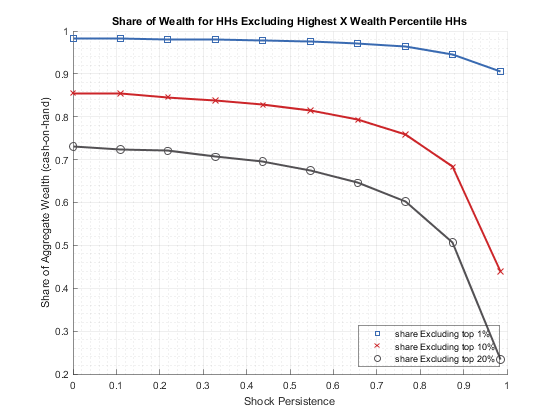 Share of Wealth for HHs Excluding Highest X Wealth Percentile HHs
1
0.9
0.8
0.7
0.6
0.5
0.4
0.3
0.2
Share of Aggregate Wealth (cash-on-hand)
share Excluding top 1%
share Excluding top 10%
share Excluding top 20%
0 0.1 0.2 0.3 0.4 0.5 0.6 0.7 0.8 0.9 1
Shock Persistence